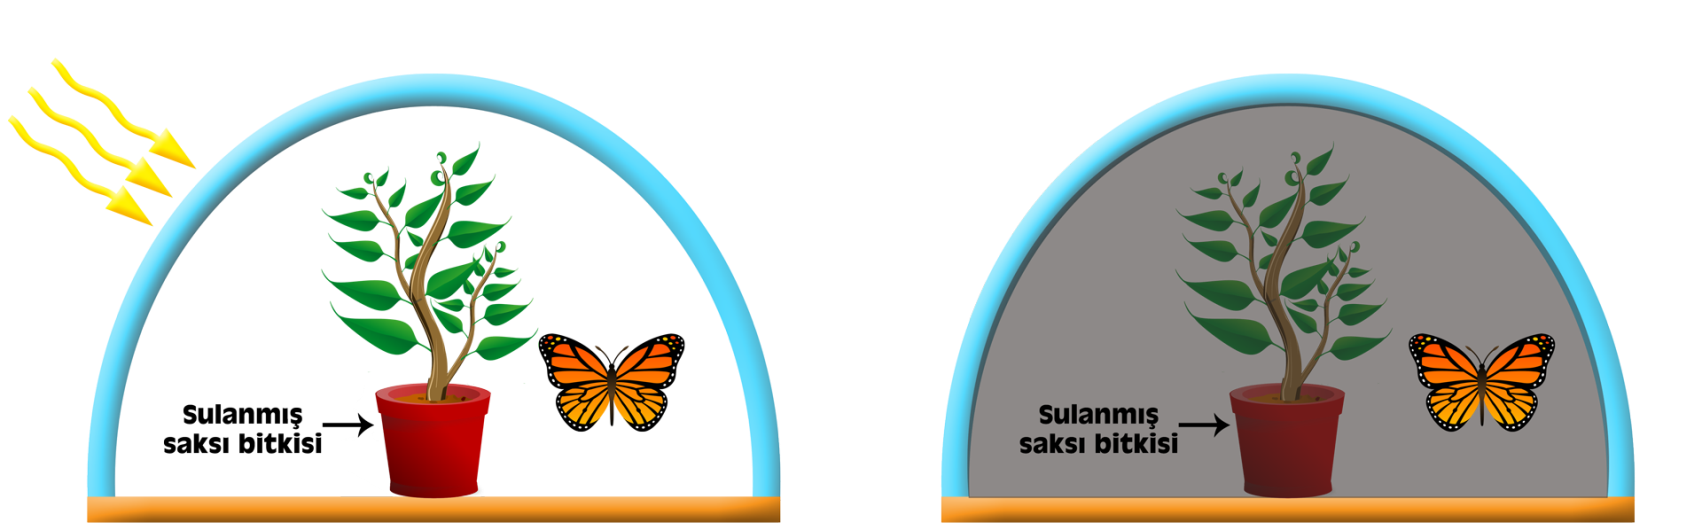 Sulanmış
saksı bitkisi
Sulanmış
saksı bitkisi